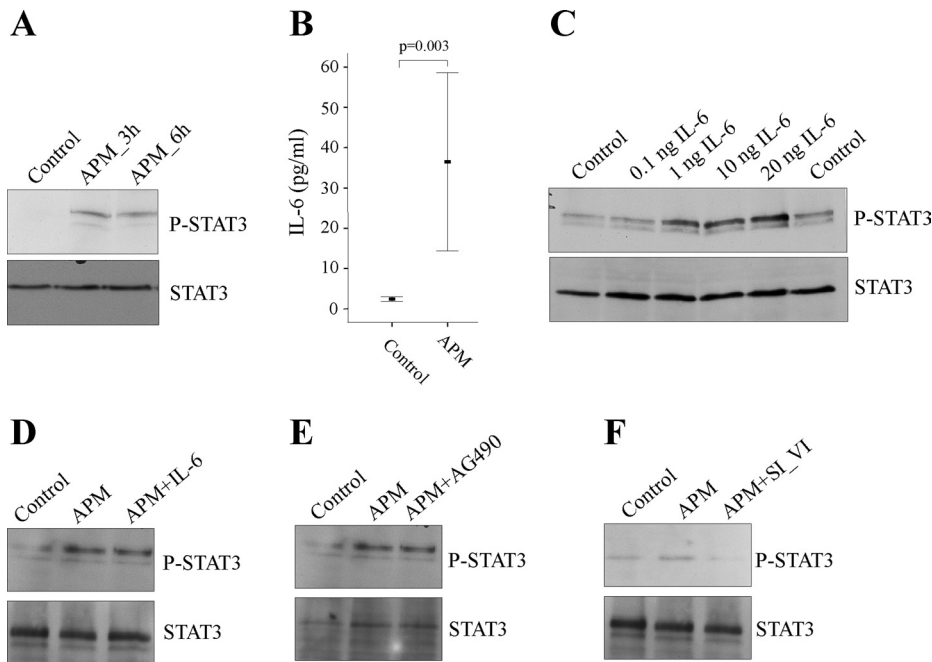 A
Control
APM_3h
APM_6h
P-STAT3
STAT3
B
p=0.003
60
50
40
30
20
10
0
IL-6 (pg/ml)
Control
APM
C
Control
0.1 ng IL-6
1 ng IL-6
10 ng IL-6
20 ng IL-6
Control
P-STAT3
STAT3
D
Control
APM
APM+IL-6
P-STAT3
STAT3
E
Control
APM
APM+AG490
P-STAT3
STAT3
F
Control
APM
APM+SI_VI
P-STAT3
STAT3